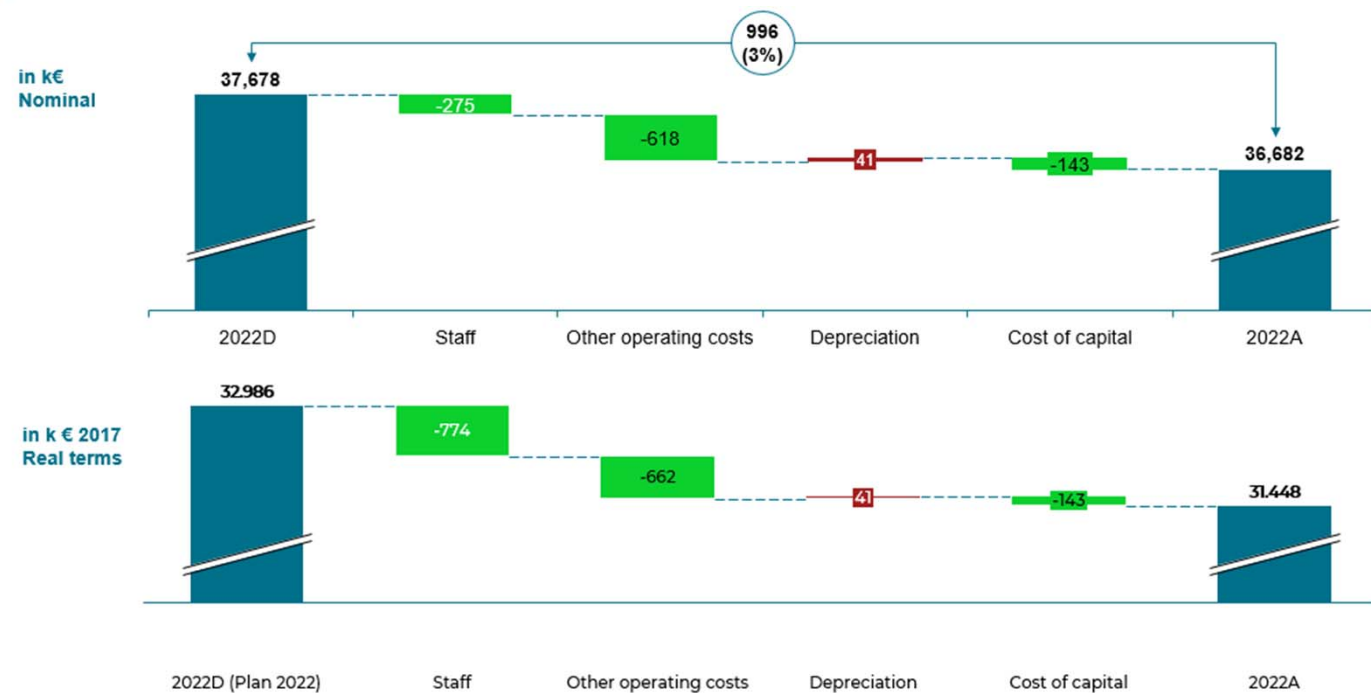 996
(3%)
in k€
Nominal
37,678
-275
-618
41
-143
36,682
2022D
Staff
Other operating costs
Depreciation
Cost of capital
2022A
32.986
in k € 2017
Real terms
-774
-662
41
-143
31.448
2022D (Plan 2022)
Staff
Other operating costs
Depreciation
Cost of capital
2022A